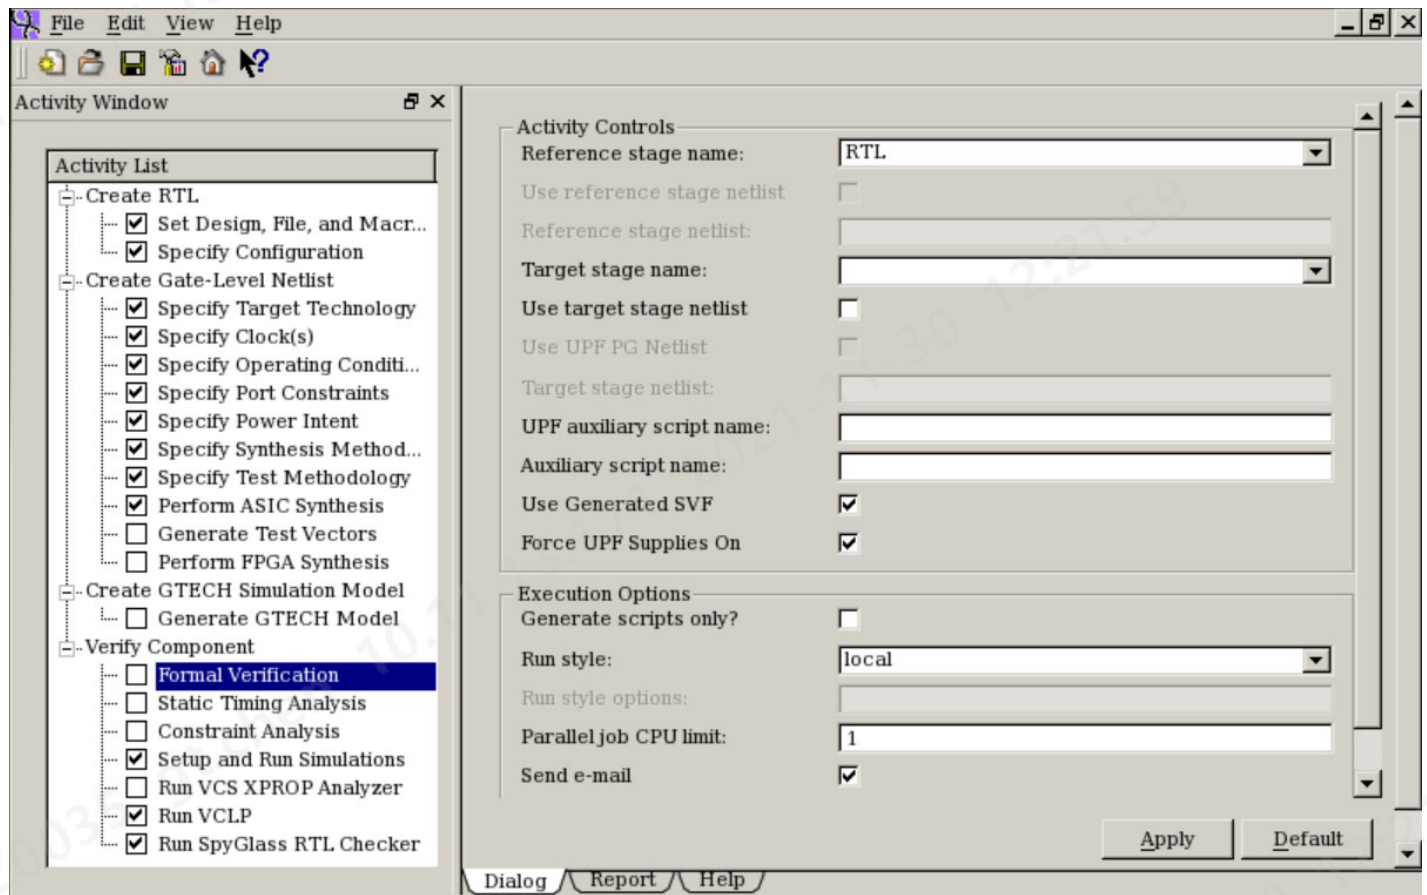 File Edit View Help
Activity Window
Activity List
Create RTL
Set Design, File, and Macr...
Specify Configuration
Create Gate-Level Netlist
Specify Target Technology
Specify Clock(s)
Specify Operating Conditi...
Specify Port Constraints
Specify Power Intent
Specify Synthesis Method...
Specify Test Methodology
Perform ASIC Synthesis
Generate Test Vectors
Perform FPGA Synthesis
Create GTECH Simulation Model
Generate GTECH Model
Verify Component
Formal Verification
Static Timing Analysis
Constraint Analysis
Setup and Run Simulations
Run VCS XPROP Analyzer
Run VCLP
Run SpyGlass RTL Checker
Activity Controls
Reference stage name: RTL
Use reference stage netlist
Reference stage netlist:
Target stage name:
Use target stage netlist
Use UPF PG Netlist
Target stage netlist:
UPF auxiliary script name:
Auxiliary script name:
Use Generated SVF
Force UPF Supplies On
Execution Options
Generate scripts only?
Run style: local
Run style options:
Parallel job CPU limit: 1
Send e-mail
Apply Default
Dialog Report Help
2021-11-30 12:21:59